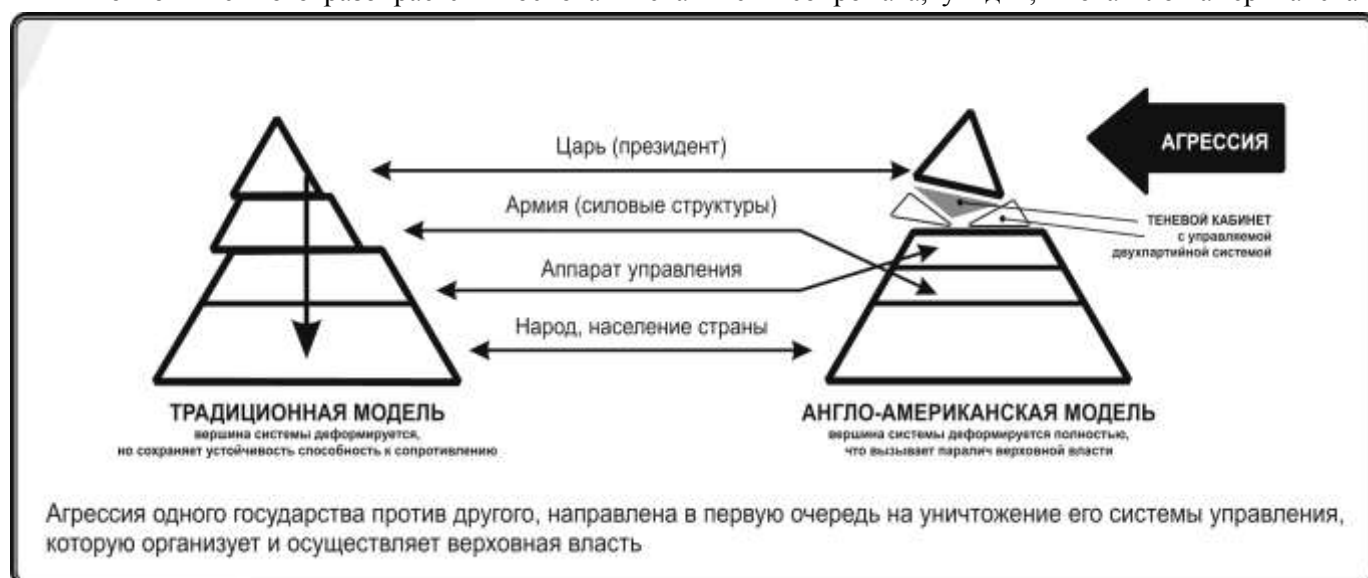 Царь (президент)
АГРЕССИЯ
Армия (силовые структуры)
ТЕНЕВОЙ КАБИНЕТ
с управляемой
двухпартийной системой
Аппарат управления
Народ, население страны
ТРАДИЦИОННАЯ МОДЕЛЬ
вершина системы деформируется,
но сохраняет устойчивость способность к сопротивлению
АНГЛО-АМЕРИКАНСКАЯ МОДЕЛЬ
вершина системы деформируется полностью,
что вызывает паралич верховной власти
Агрессия одного государства против другого, направлена в первую очередь на уничтожение его системы управления,
которую организует и осуществляет верховная власть